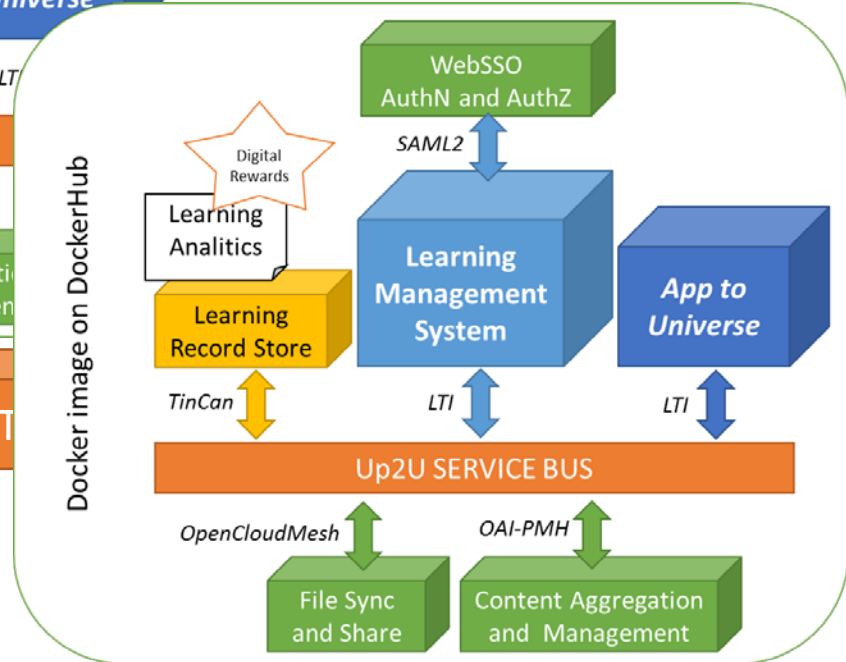 universe
LT
Docker image on DockerHub
WebSSO
AuthN and AuthZ
SAML2
Digital
Rewards
Learning
Analitics
Learning
Record Store
Learning
Management
System
App to
Universe
TinCan
LTI
LTI
Up2U SERVICE BUS
OpenCloudMesh
OAI-PMH
File Sync
and Share
Content Aggregation
and Management